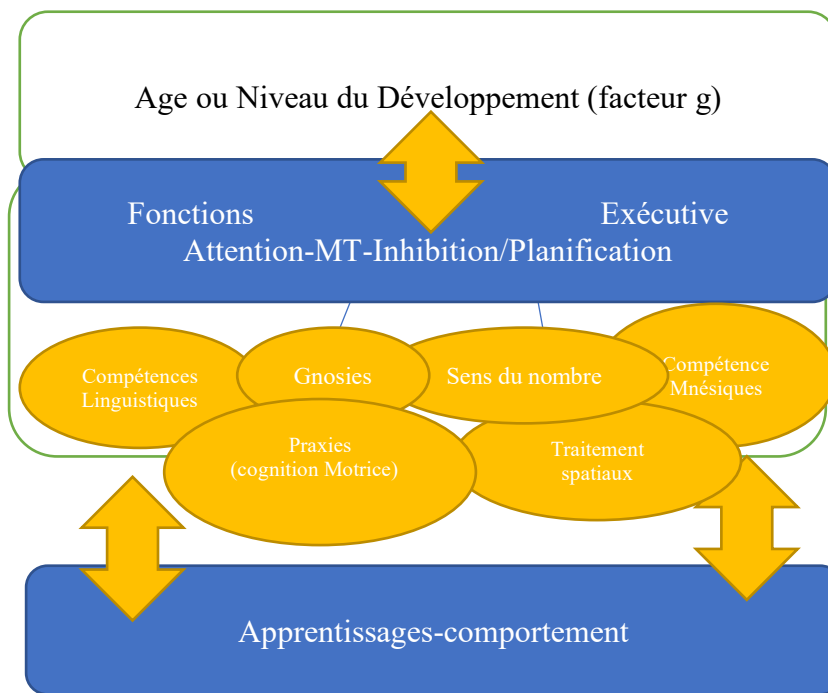 Age ou Niveau du Développement (facteur g)
Fonctions Exécutive
Attention-MT-Inhibition/Planification
Compétences
Linguistiques
Gnosies
Sens du nombre
Compétence
Mnésiques
Praxies
(cognition Motrice)
Traitement
spatiaux
Apprentissages-comportement